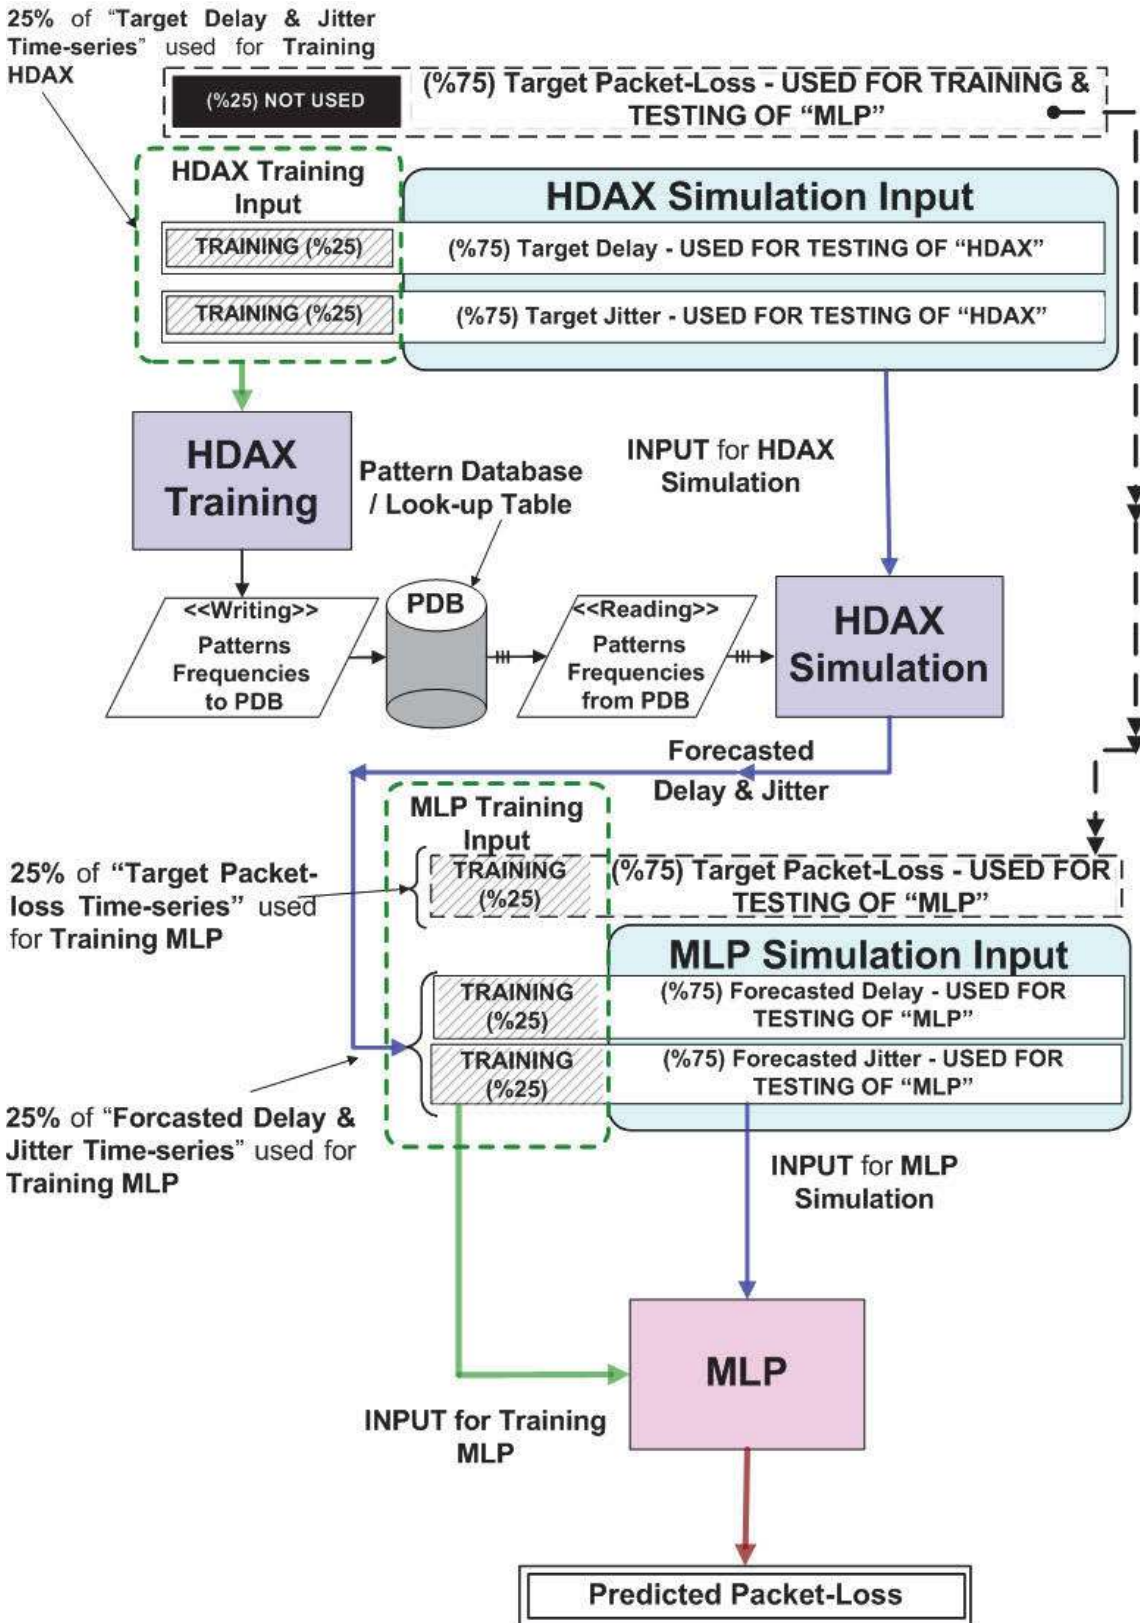 25% of “Target Delay & Jitter
Time-series” used for Training
HDAX
(%25) NOT USED
(%75) Target Packet-Loss - USED FOR TRAINING &
TESTING OF “MLP”
HDAX Training
Input
HDAX Simulation Input
TRAINING (%25)
(%75) Target Delay - USED FOR TESTING OF “HDAX”
TRAINING (%25)
(%75) Target Jitter - USED FOR TESTING OF “HDAX”
HDAX
Training
INPUT for HDAX
Simulation
Pattern Database
/ Look-up Table
<<Writing>>
Patterns
Frequencies
to PDB
PDB
<<Reading>>
Patterns
Frequencies
from PDB
HDAX
Simulation
Forecasted
Delay & Jitter
MLP Training
Input
25% of “Target Packet-
loss Time-series” used
for Training MLP
TRAINING
(%25)
(%75) Target Packet-Loss - USED FOR
TESTING OF “MLP”
MLP Simulation Input
TRAINING
(%25)
(%75) Forecasted Delay - USED FOR
TESTING OF “MLP”
TRAINING
(%25)
(%75) Forecasted Jitter - USED FOR
TESTING OF “MLP”
25% of “Forcasted Delay &
Jitter Time-series” used for
Training MLP
INPUT for MLP
Simulation
MLP
INPUT for Training
MLP
Predicted Packet-Loss